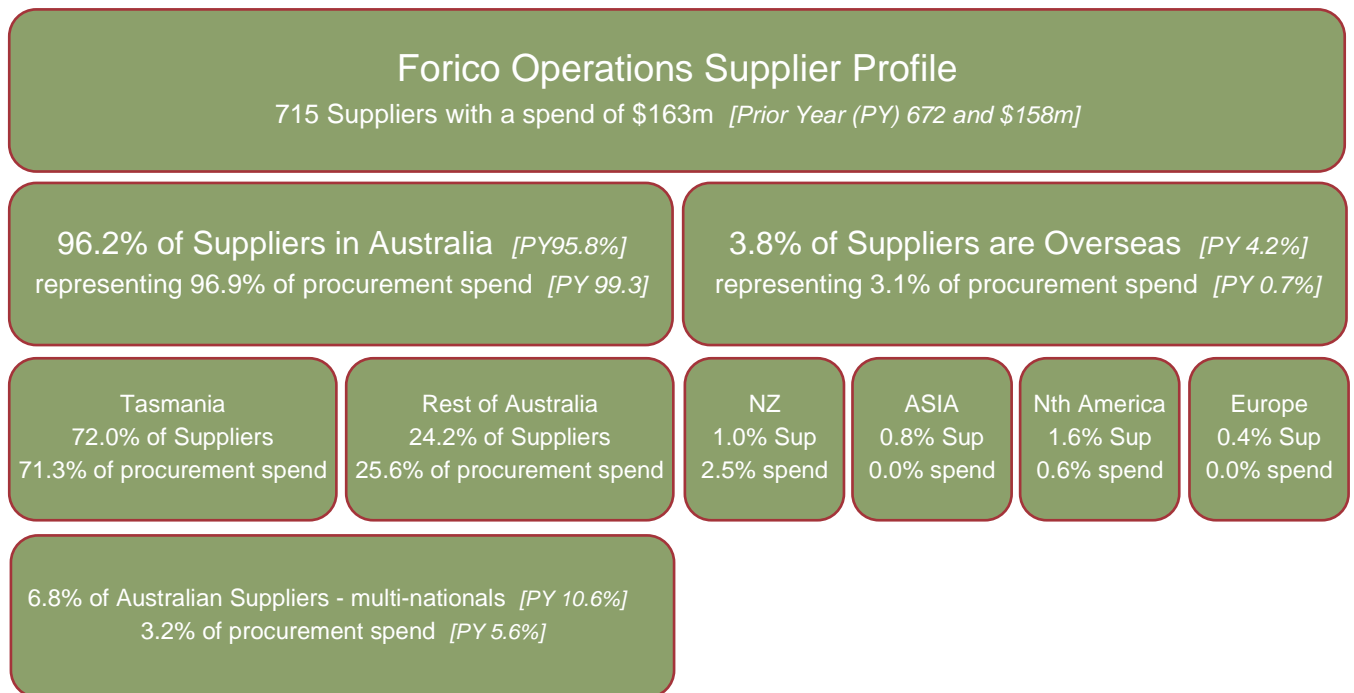 Forico Operations Supplier Profile
715 Suppliers with a spend of $163m [Prior Year (PY) 672 and $158m]
96.2% of Suppliers in Australia [PY95.8%]
representing 96.9% of procurement spend [PY 99.3]
3.8% of Suppliers are Overseas [PY 4.2%]
representing 3.1% of procurement spend [PY 0.7%]
Tasmania
72.0% of Suppliers
71.3% of procurement spend
Rest of Australia
24.2% of Suppliers
25.6% of procurement spend
NZ
1.0% Sup
2.5% spend
ASIA
0.8% Sup
0.0% spend
Nth America
1.6% Sup
0.6% spend
Europe
0.4% Sup
0.0% spend
6.8% of Australian Suppliers - multi-nationals [PY 10.6%]
3.2% of procurement spend [PY 5.6%]